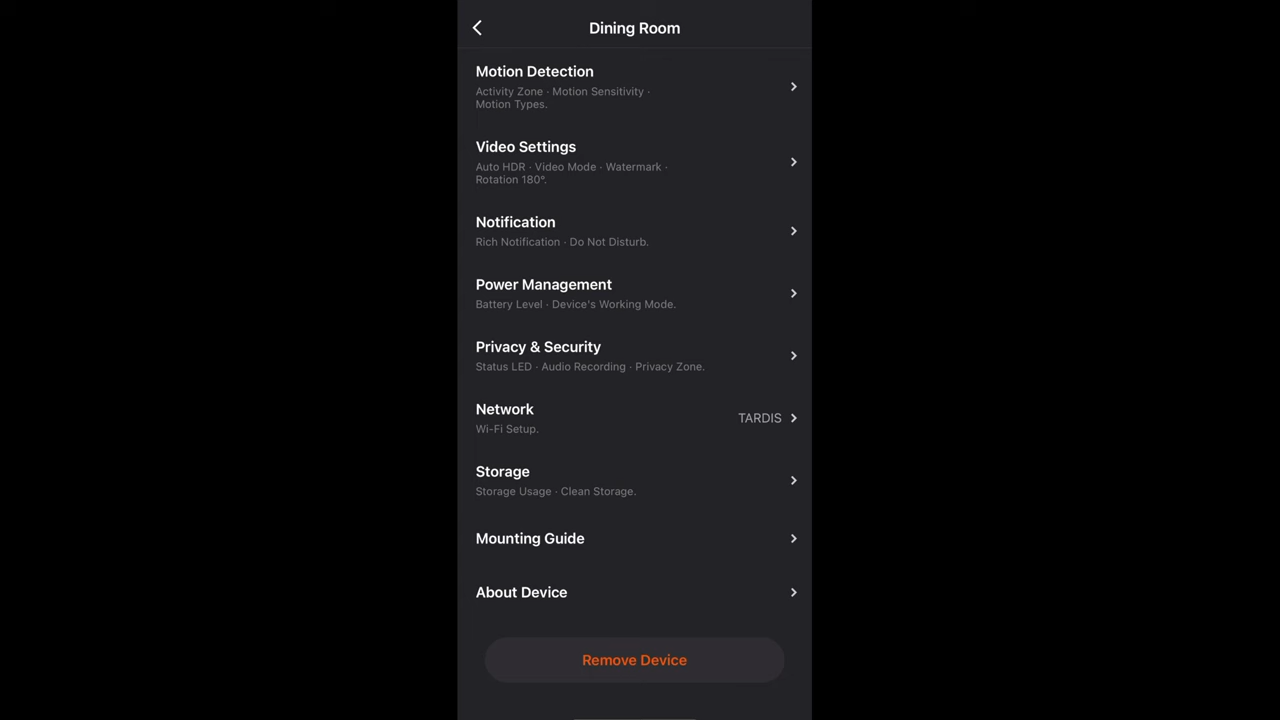 Dining Room
Motion Detection
Activity Zone · Motion Sensitivity ·
Motion Types.
Video Settings
Auto HDR · Video Mode · Watermark ·
Rotation 180°.
Notification
Rich Notification · Do Not Disturb.
Power Management
Battery Level · Device's Working Mode.
Privacy & Security
Status LED · Audio Recording · Privacy Zone.
Network
TARDIS
Wi-Fi Setup.
Storage
Storage Usage · Clean Storage.
Mounting Guide
About Device
Remove Device